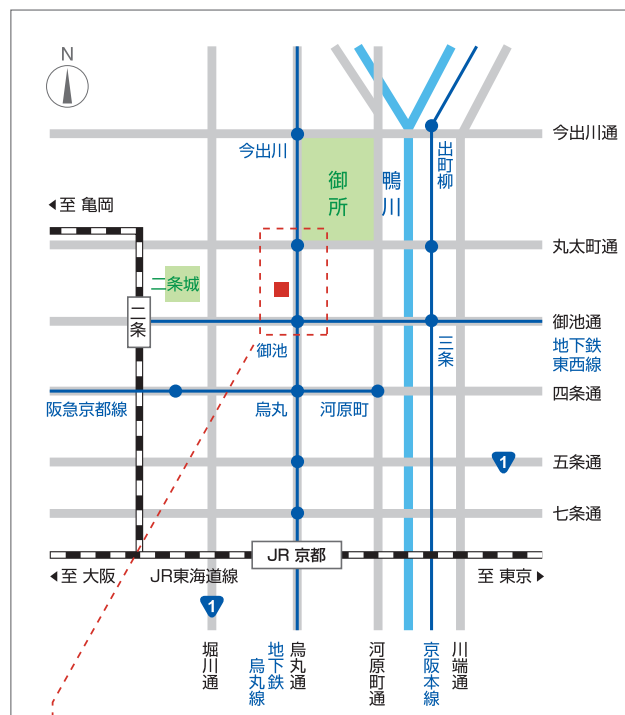 N
今出川通
今出川
出町柳
御所
鴨川
至 亀岡
丸太町通
二条城
二条
御池通
御池
三条
地下鉄
東西線
四条通
阪急京都線
烏丸
河原町
五条通
1
七条通
JR 京都
至 大阪
JR東海道線
至 東京
1
堀川通
地下鉄
烏丸線
烏丸通
河原町通
京阪本線
川端通